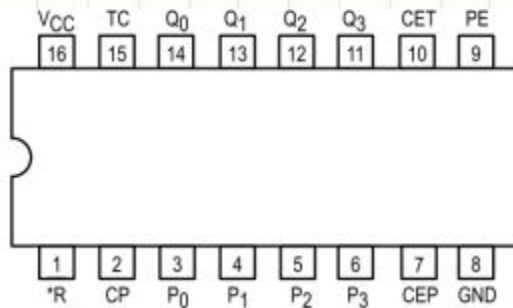 VCC TC Q0 Q1 Q2 Q3 CET PE
16 15 14 13 12 11 10 9
1 2 3 4 5 6 7 8
*R CP P0 P1 P2 P3 CEP GND